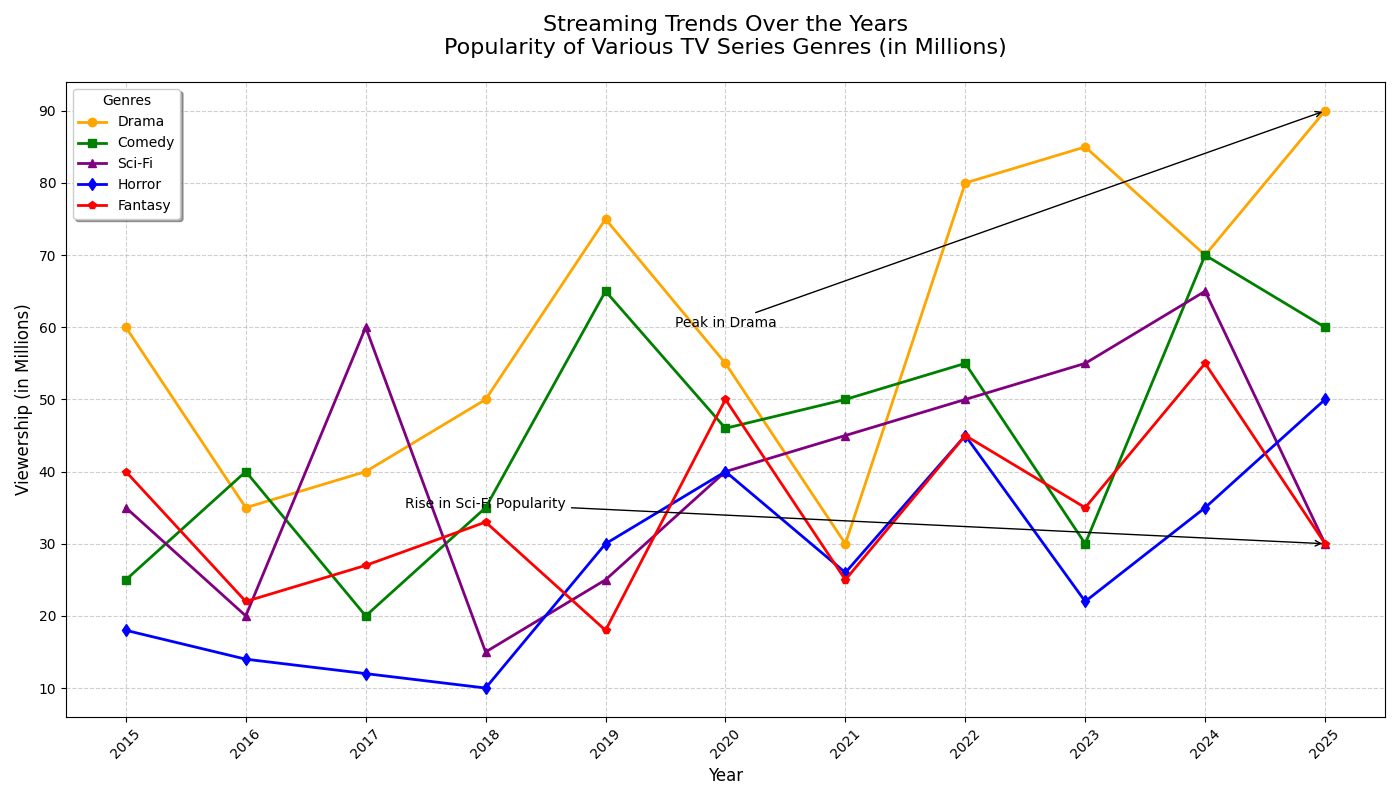 Streaming Trends Over the Years
Popularity of Various TV Series Genres (in Millions)
Genres
Drama
Comedy
Sci-Fi
Horror
Fantasy
Viewership (in Millions)
90
80
70
60
50
40
30
20
10
Peak in Drama
Rise in Sci-Fi Popularity
2015
2016
2017
2018
2019
2020
2021
2022
2023
2024
2025
Year